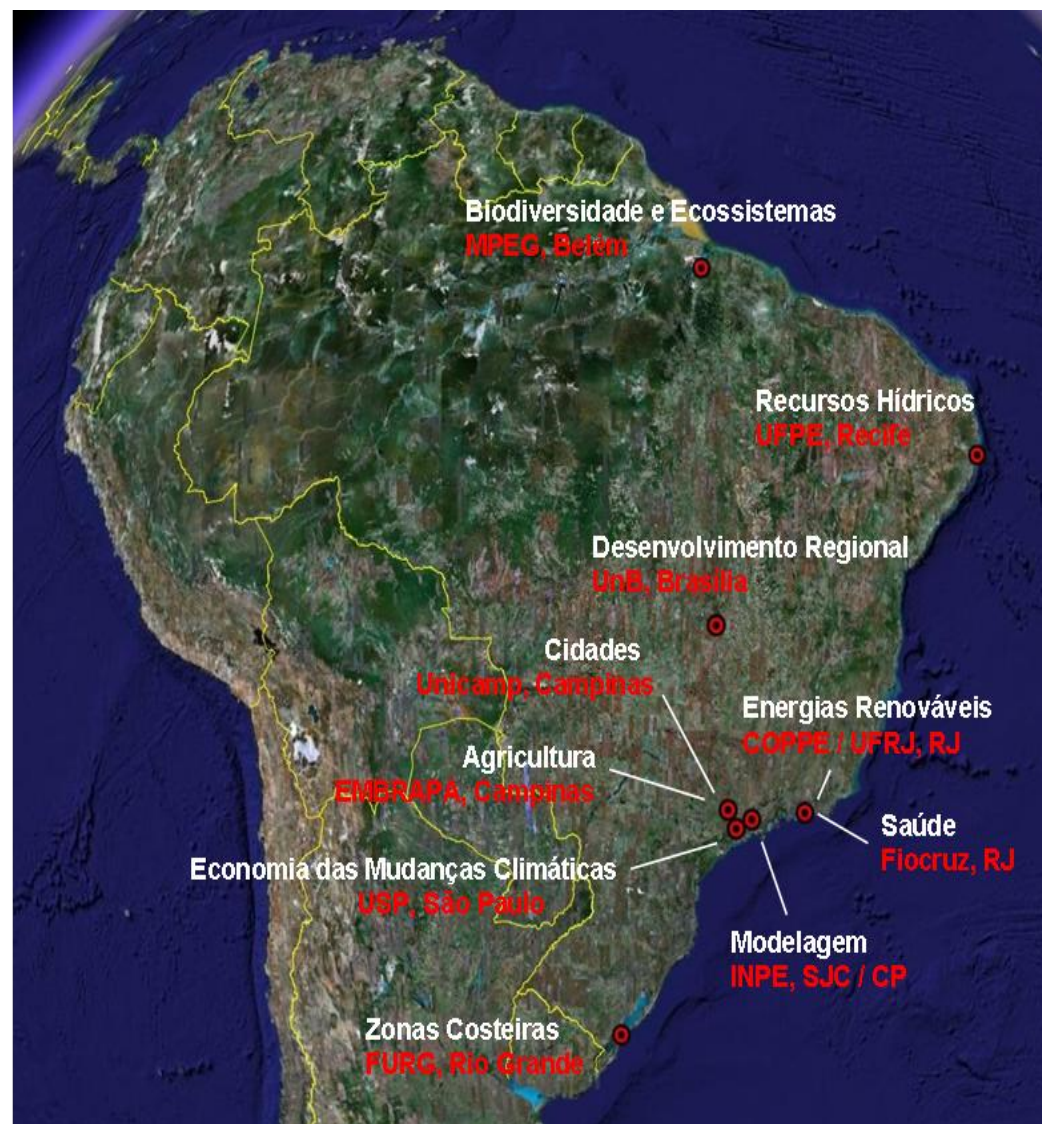 Biodiversidade e Ecossistemas
MPEG, Belém
Recursos Hídricos
UFPE, Recife
Desenvolvimento Regional
UnB, Brasília
Cidades
Unicamp, Campinas
Energias Renováveis
COPPE / UFRJ, RJ
Agricultura
EMBRAPA, Campinas
Saúde
Fiocruz, RJ
Economia das Mudanças Climáticas
USP, São Paulo
Modelagem
INPE, SJC / CP
Zonas Costeiras
FURG, Rio Grande